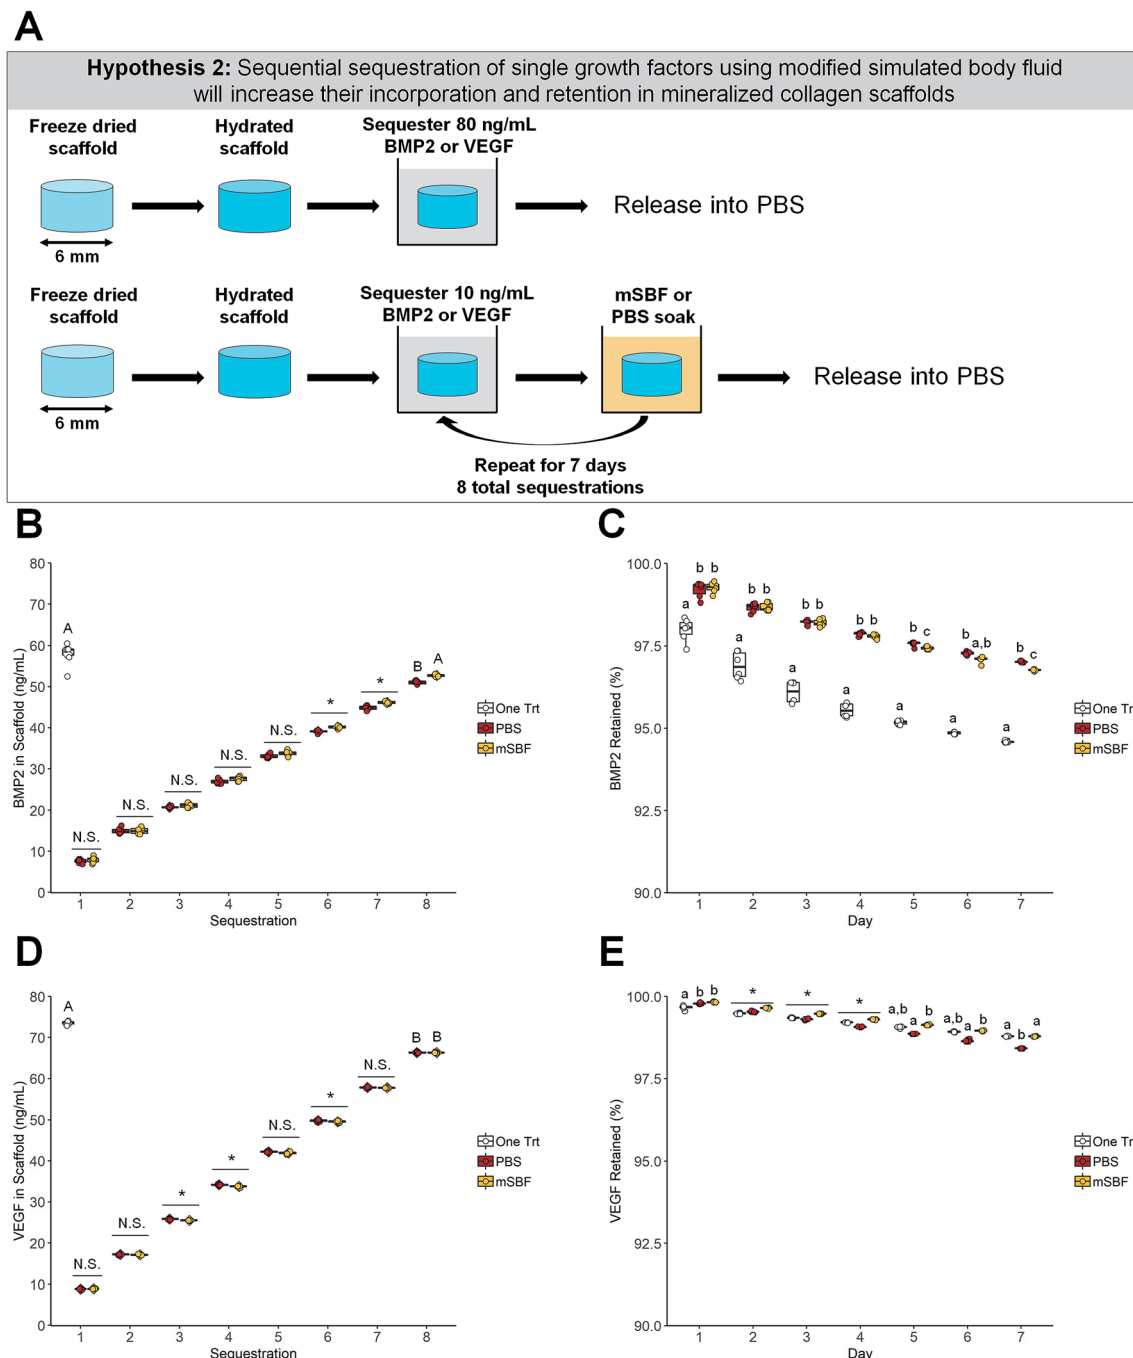 A
Hypothesis 2: Sequential sequestration of single growth factors using modified simulated body fluid
will increase their incorporation and retention in mineralized collagen scaffolds
Freeze dried
scaffold
Hydrated
scaffold
Sequester 80 ng/mL
BMP2 or VEGF
Release into PBS
6 mm
Freeze dried
scaffold
Hydrated
scaffold
Sequester 10 ng/mL
BMP2 or VEGF
mSBF or
PBS soak
Release into PBS
6 mm
Repeat for 7 days
8 total sequestrations
B
BMP2 in Scaffold (ng/mL)
80
70
60
50
40
30
20
10
0
A
N.S.
N.S.
N.S.
N.S.
N.S.
*
*
B A
1 2 3 4 5 6 7 8
Sequestration
One Trt
PBS
mSBF
C
BMP2 Retained (%)
100.0
97.5
95.0
92.5
90.0
a b b
a b b
a b b
a b b
a b c
a b a,b
a b c
1 2 3 4 5 6 7
Day
One Trt
PBS
mSBF
D
VEGF in Scaffold (ng/mL)
80
70
60
50
40
30
20
10
0
A
N.S.
N.S.
*
*
N.S.
*
N.S.
B B
1 2 3 4 5 6 7 8
Sequestration
One Trt
PBS
mSBF
E
VEGF Retained (%)
100.0
97.5
95.0
92.5
90.0
a b b
*
*
*
a,b a b
a,b a b
a b a
1 2 3 4 5 6 7
Day
One Trt
PBS
mSBF